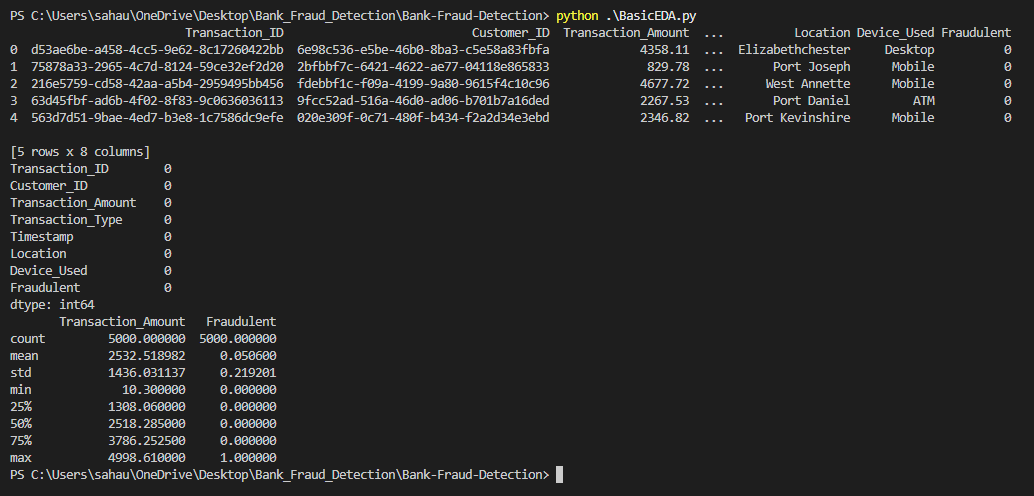 PS C:\Users\sahau\OneDrive\Desktop\Bank_Fraud_Detection\Bank-Fraud-Detection> python .\BasicEDA.py
                         Transaction_ID                           Customer_ID  Transaction_Amount  ...          Location Device_Used Fraudulent
0  d53ae6be-a458-4cc5-9e62-8c17260422bb  6e98c536-e5be-46b0-8ba3-c5e58a83fbfa             4358.11  ...  Elizabethchester     Desktop          0
1  75878a33-2965-4c7d-8124-59ce32ef2d20  2bfbbf7c-6421-4622-ae77-04118e865833              829.78  ...       Port Joseph      Mobile          0
2  216e5759-cd58-42aa-a5b4-2959495bb456  fdebbf1c-f09a-4199-9a80-9615f4c10c96             4677.72  ...      West Annette      Mobile          0
3  63d45fbf-ad6b-4f02-8f83-9c0636036113  9fcc52ad-516a-46d0-ad06-b701b7a16ded             2267.53  ...       Port Daniel         ATM          0
4  563d7d51-9bae-4ed7-b3e8-1c7586dc9efe  020e309f-0c71-480f-b434-f2a2d34e3ebd             2346.82  ...   Port Kevinshire      Mobile          0
[5 rows x 8 columns]
Transaction_ID        0
Customer_ID           0
Transaction_Amount    0
Transaction_Type      0
Timestamp             0
Location              0
Device_Used           0
Fraudulent            0
dtype: int64
       Transaction_Amount   Fraudulent
count         5000.000000  5000.000000
mean          2532.518982     0.050600
std           1436.031137     0.219201
min             10.300000     0.000000
25%           1308.060000     0.000000
50%           2518.285000     0.000000
75%           3786.252500     0.000000
max           4998.610000     1.000000
PS C:\Users\sahau\OneDrive\Desktop\Bank_Fraud_Detection\Bank-Fraud-Detection>